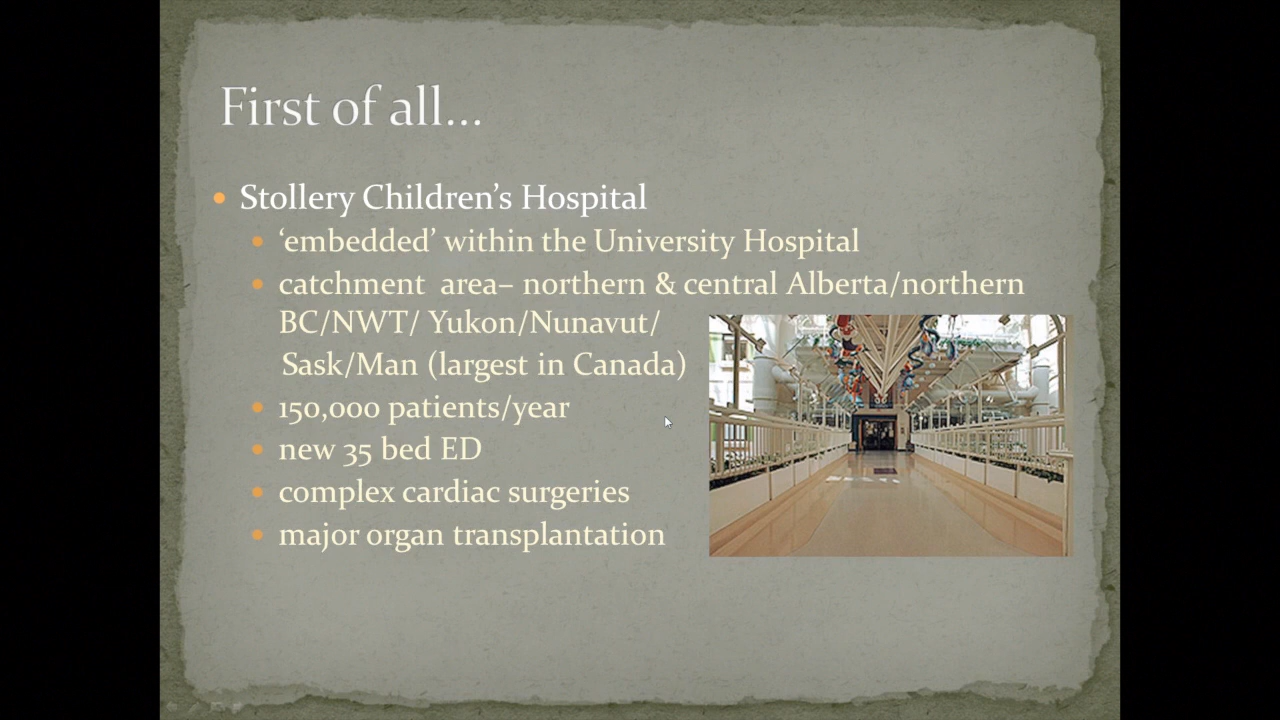 First of all...
• Stollery Children’s Hospital
• ‘embedded’ within the University Hospital
• catchment  area– northern & central Alberta/northern
BC/NWT/ Yukon/Nunavut/
Sask/Man (largest in Canada)
• 150,000 patients/year
• new 35 bed ED
• complex cardiac surgeries
• major organ transplantation